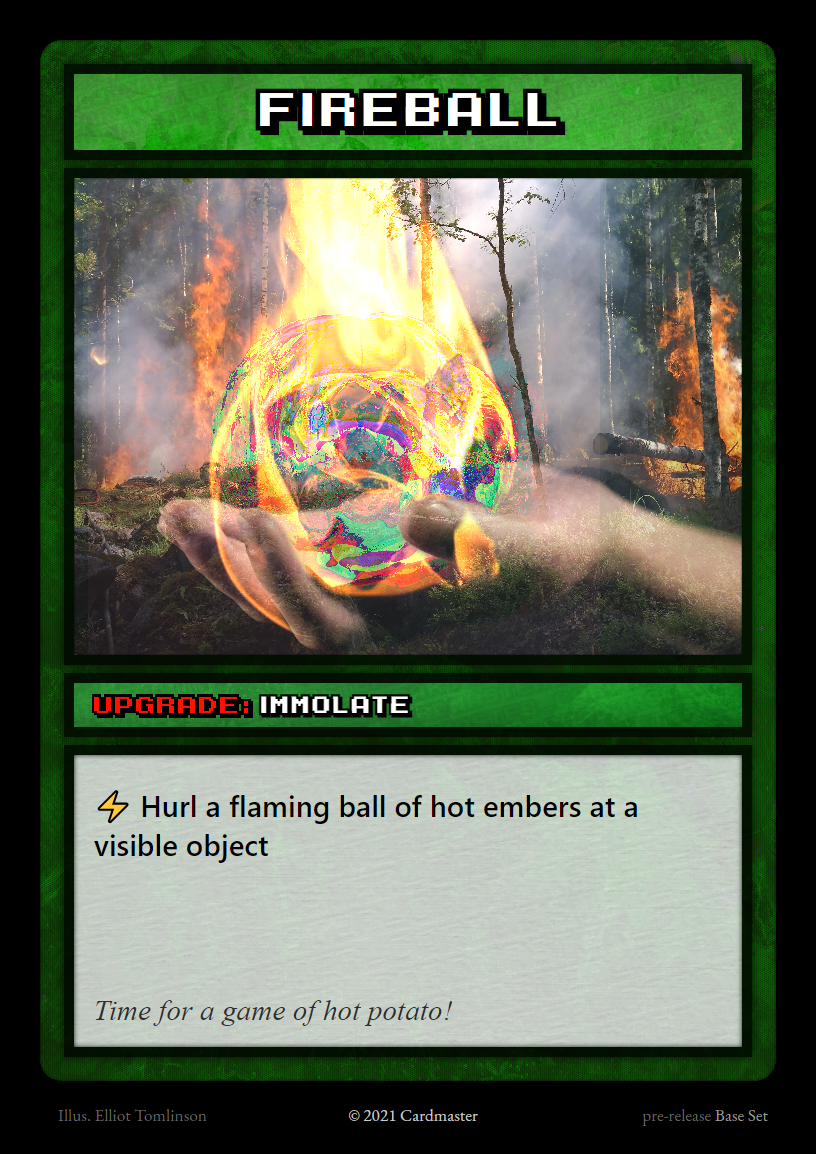 FIREBALL
UPGRADE: IMMOLATE
⚡ Hurl a flaming ball of hot embers at a
visible object
Time for a game of hot potato!
Illus. Elliot Tomlinson © 2021 Cardmaster pre-release Base Set